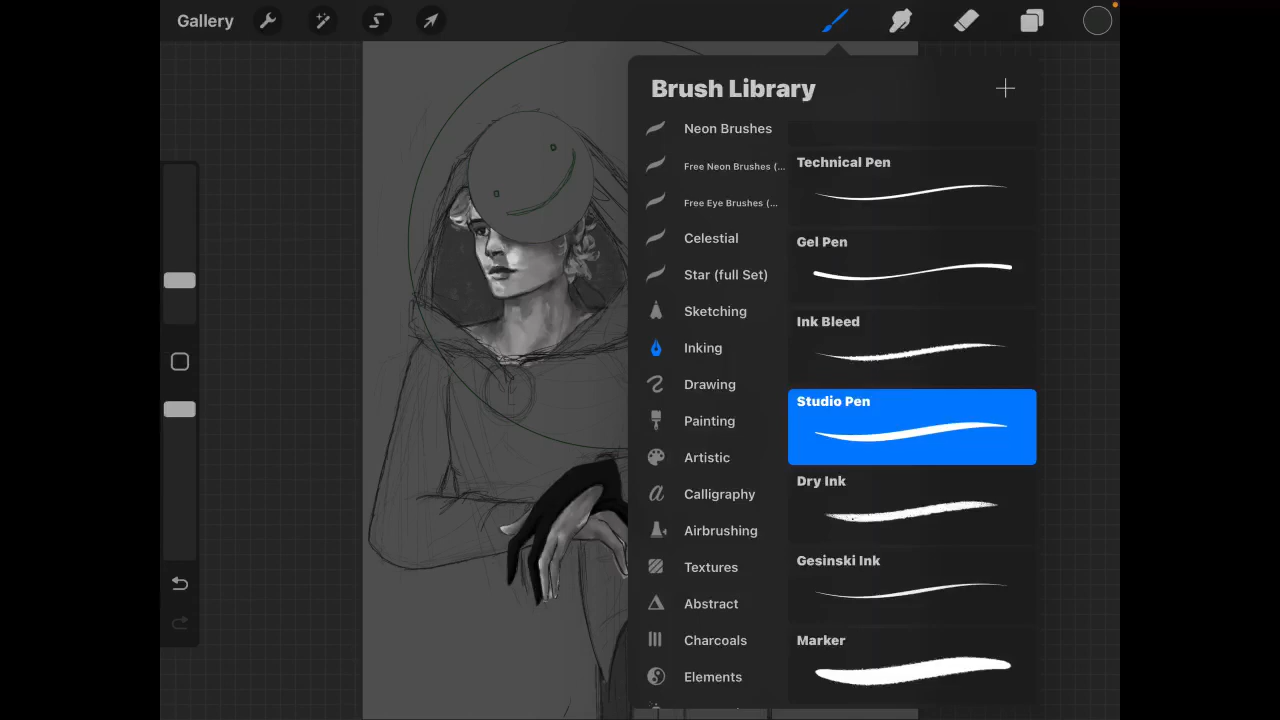 Gallery
Brush Library
Neon Brushes
Free Neon Brushes (...
Free Eye Brushes (...
Celestial
Star (full Set)
Sketching
Inking
Drawing
Painting
Artistic
Calligraphy
Airbrushing
Textures
Abstract
Charcoals
Elements
Technical Pen
Gel Pen
Ink Bleed
Studio Pen
Dry Ink
Gesinski Ink
Marker